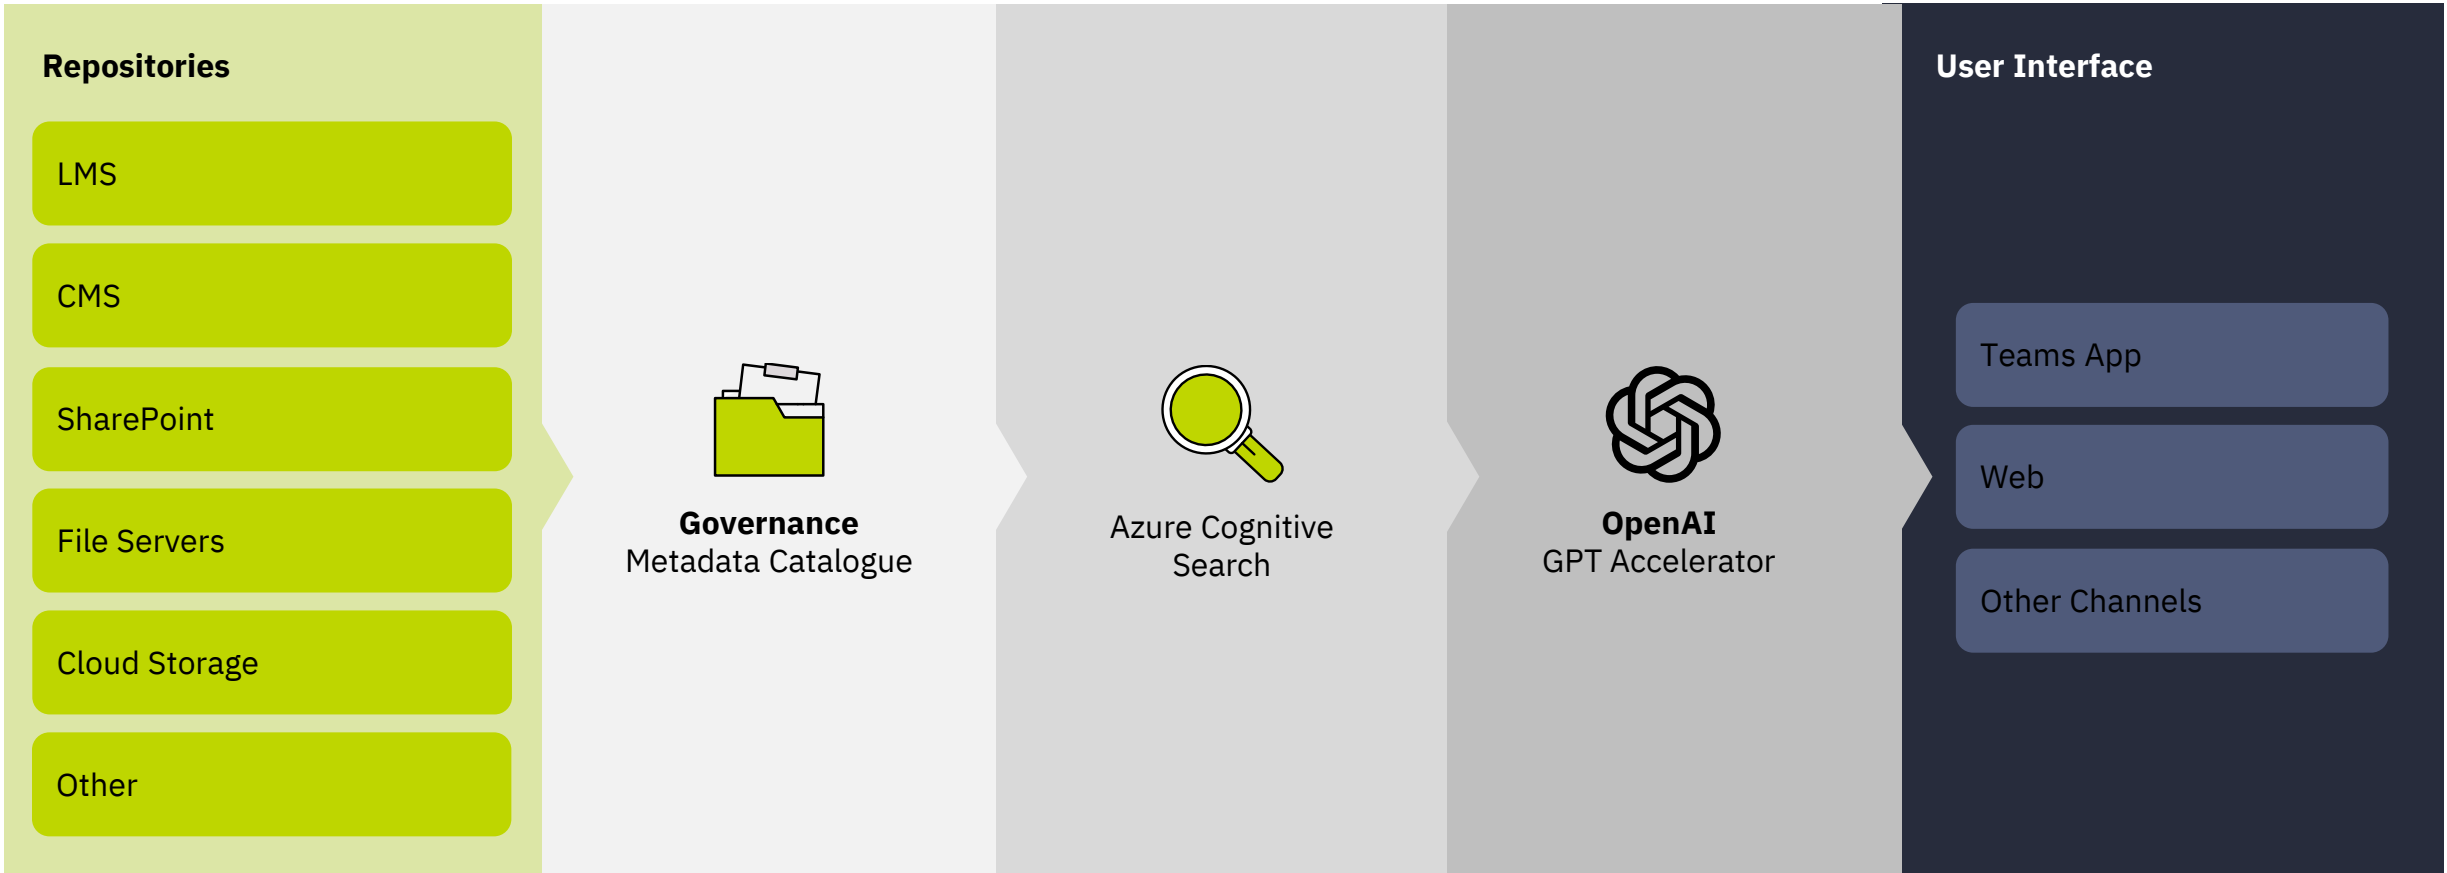 Repositories
LMS
CMS
SharePoint
File Servers
Cloud Storage
Other
Governance
Metadata Catalogue
Azure Cognitive
Search
OpenAI
GPT Accelerator
User Interface
Teams App
Web
Other Channels